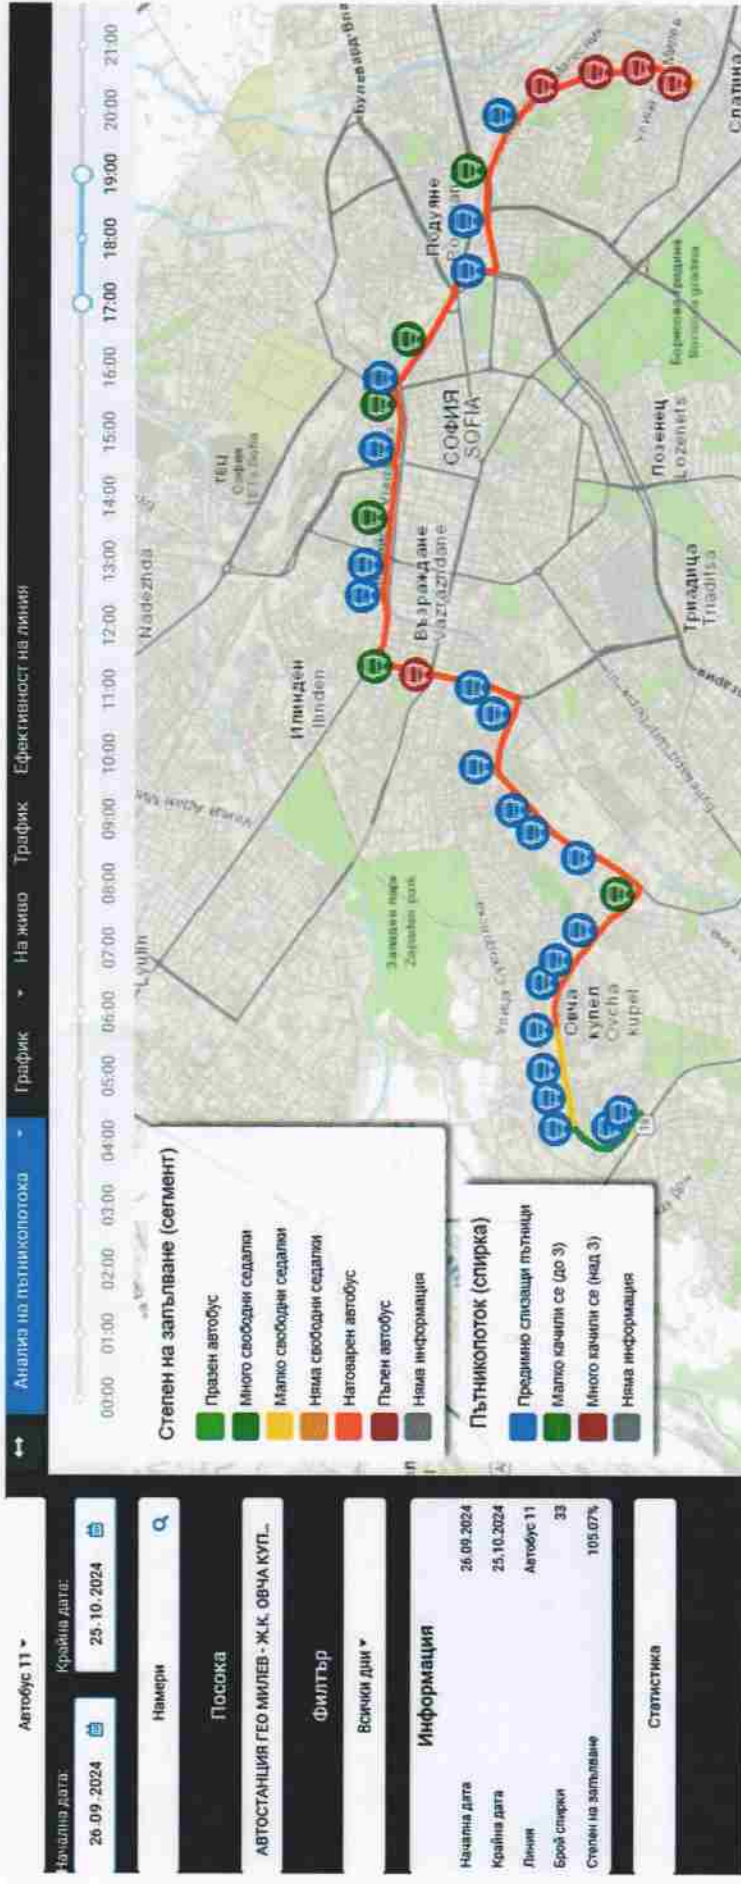 Автобус 11
Начална дата:
Крайна дата:
26.09.2024
25.10.2024
Намери
Посока
АВТОСТАНЦИЯ ГЕО МИЛЕВ - Ж.К. ОВЧА КУП...
Филтър
Всички дни
Информация
Начална дата 26.09.2024
Крайна дата 25.10.2024
Линия Автобус 11
Брой спирки 33
Степен на запълване 105.07%
Статистика
Анализ на пътникопотока
График
На живо
Трафик
Ефективност на линия
00:00 01:00 02:00 03:00 04:00 05:00 06:00 07:00 08:00 09:00 10:00 11:00 12:00 13:00 14:00 15:00 16:00 17:00 18:00 19:00 20:00 21:00
Степен на запълване (сегмент)
Празен автобус
Много свободни седалки
Малко свободни седалки
Няма свободни седалки
Натоварен автобус
Пълен автобус
Няма информация
Пътникопоток (спирка)
Предимно слизащи пътници
Малко качили се (до 3)
Много качили се (над 3)
Няма информация
Lyulin
Nadezhda
ТЕЦ
София
Илинден
Ilinden
Възраждане
Vazrazhdane
СОФИЯ
SOFIA
Подуяне
Западен парк
Zapaden park
Овча
купел
Ovcha
kupel
Триадица
Triaditsa
Лозенец
Lozenets
Борисова градина
Borisova gradina
Слатина